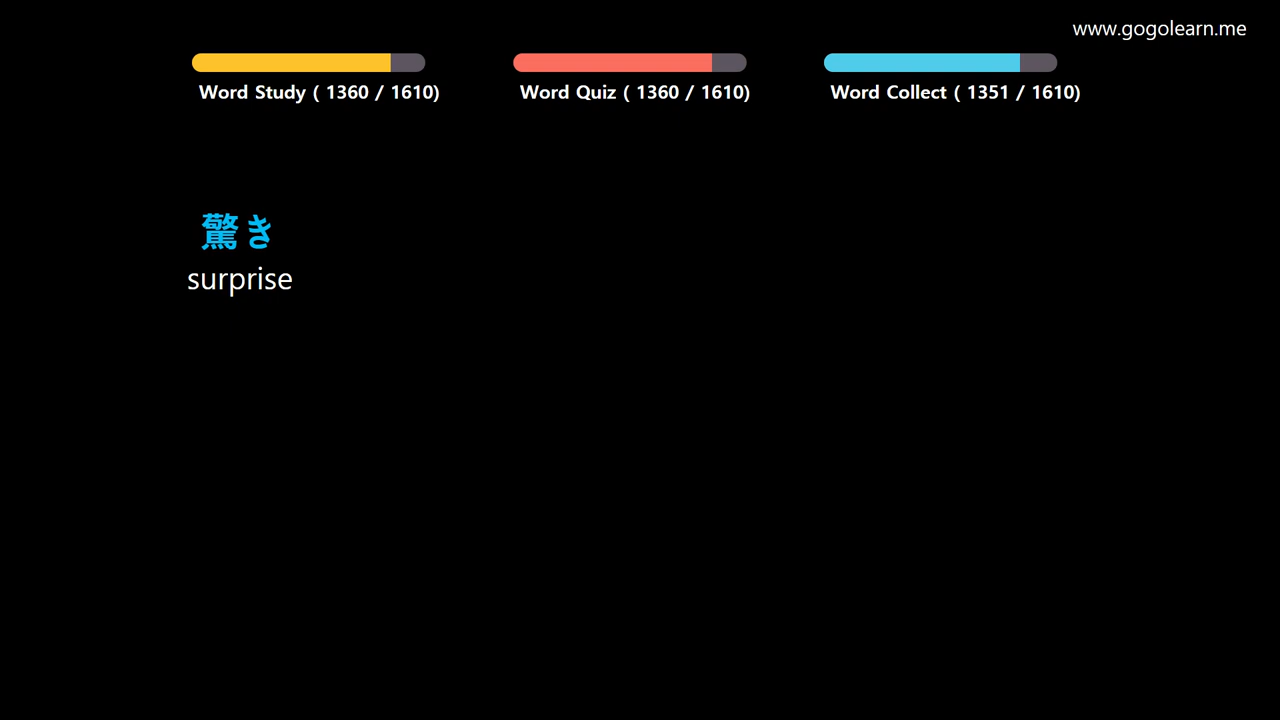 www.gogolearn.me
Word Study ( 1360 / 1610)
Word Quiz ( 1360 / 1610)
Word Collect ( 1351 / 1610)
驚き
surprise